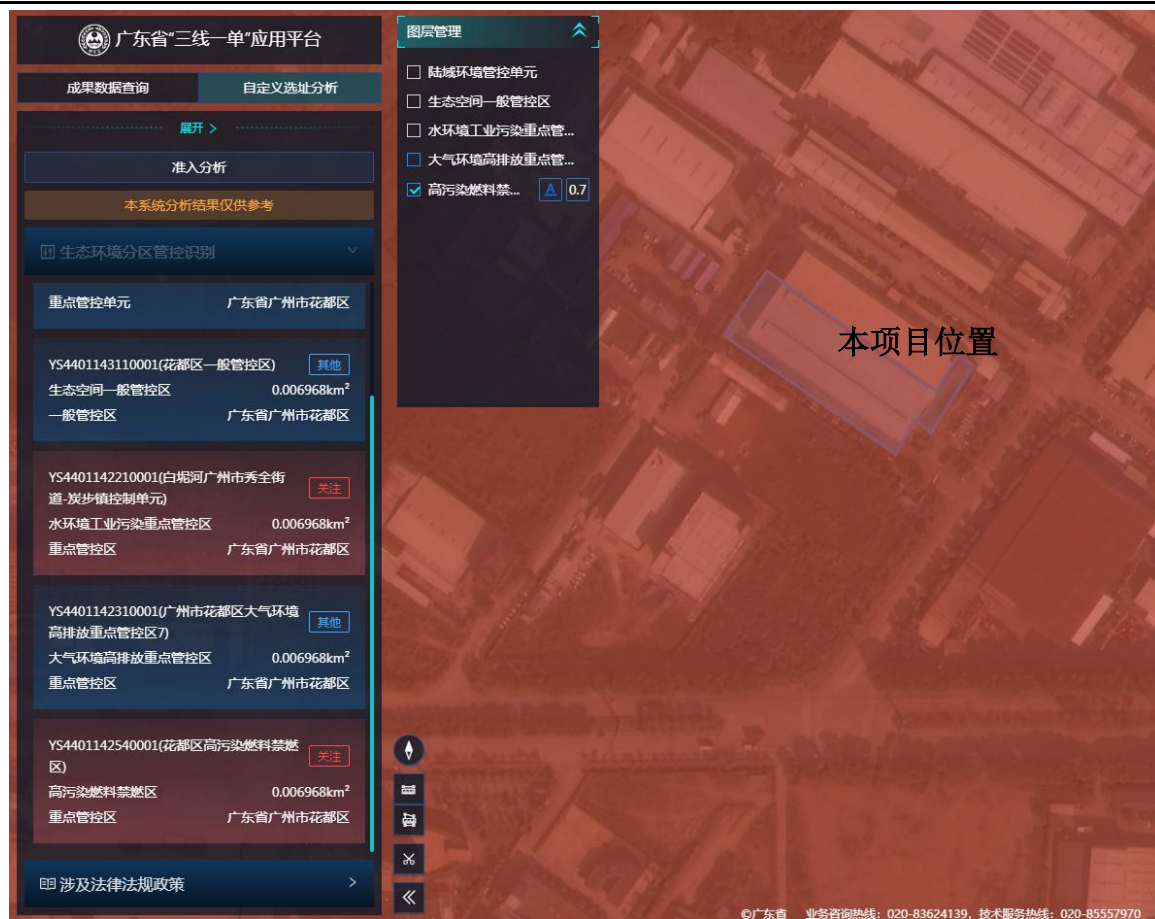 广东省“三线一单”应用平台
成果数据查询
自定义选址分析
展开 >
准入分析
本系统分析结果仅供参考
生态环境分区管控识别
重点管控单元 广东省广州市花都区
YS4401143110001(花都区一般管控区) 其他
生态空间一般管控区 0.006968km²
一般管控区 广东省广州市花都区
YS4401142210001(白坭河广州市秀全街
道-炭步镇控制单元) 关注
水环境工业污染重点管控区 0.006968km²
重点管控区 广东省广州市花都区
YS4401142310001(广州市花都区大气环境
高排放重点管控区7) 其他
大气环境高排放重点管控区 0.006968km²
重点管控区 广东省广州市花都区
YS4401142540001(花都区高污染燃料禁燃
区) 关注
高污染燃料禁燃区 0.006968km²
重点管控区 广东省广州市花都区
涉及法律法规政策 >
图层管理
陆域环境管控单元
生态空间一般管控区
水环境工业污染重点管...
大气环境高排放重点管...
高污染燃料禁... A 0.7
本项目位置
©广东省 业务咨询热线：020-83624139，技术服务热线：020-85557970